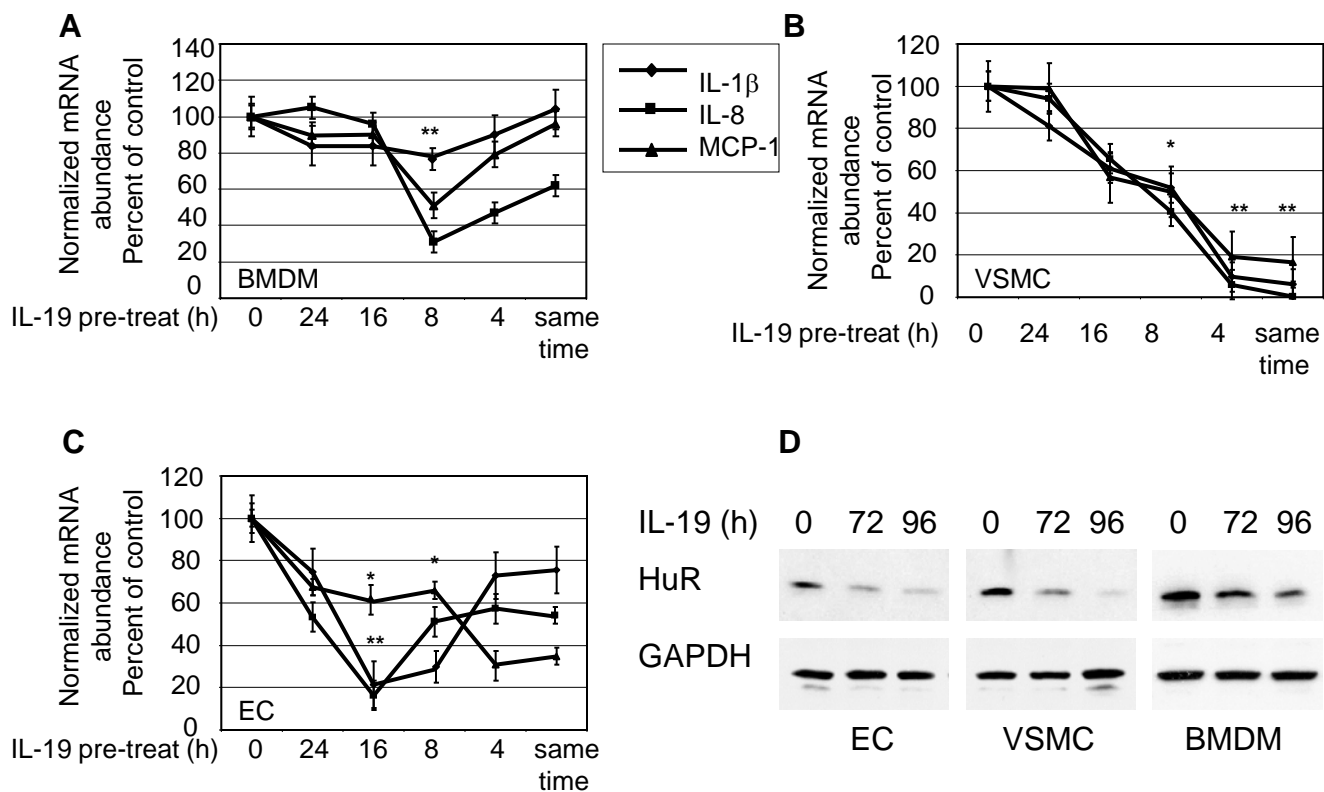 A
Normalized mRNA
abundance
Percent of control
140
120
100
80
60
40
20
0
BMDM
**
IL-19 pre-treat (h)
0 24 16 8 4 same
time
IL-1β
IL-8
MCP-1
B
Normalized mRNA
abundance
Percent of control
120
100
80
60
40
20
0
VSMC
*
**
**
IL-19 pre-treat (h)
0 24 16 8 4 same
time
C
Normalized mRNA
abundance
Percent of control
120
100
80
60
40
20
0
EC
*
*
**
IL-19 pre-treat (h)
0 24 16 8 4 same
time
D
IL-19 (h) 0 72 96 0 72 96 0 72 96
HuR
GAPDH
EC VSMC BMDM